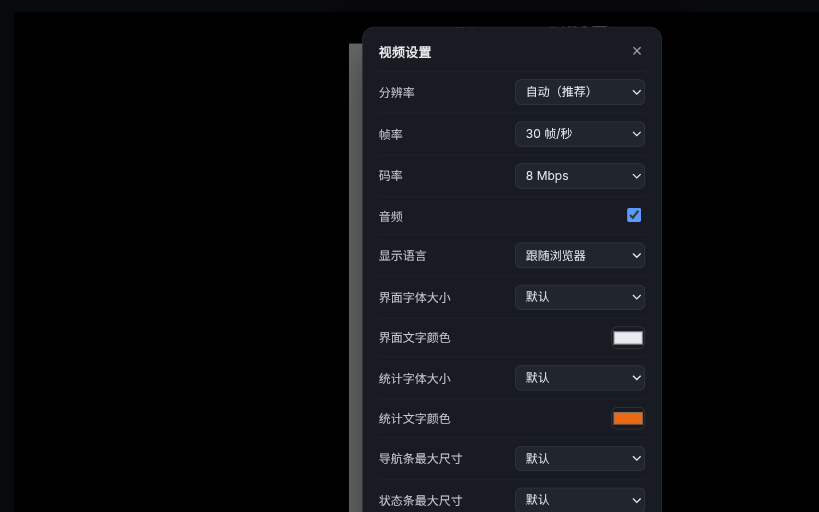 视频设置
分辨率 自动（推荐）
帧率 30 帧/秒
码率 8 Mbps
音频
显示语言 跟随浏览器
界面字体大小 默认
界面文字颜色
统计字体大小 默认
统计文字颜色
导航条最大尺寸 默认
状态条最大尺寸 默认